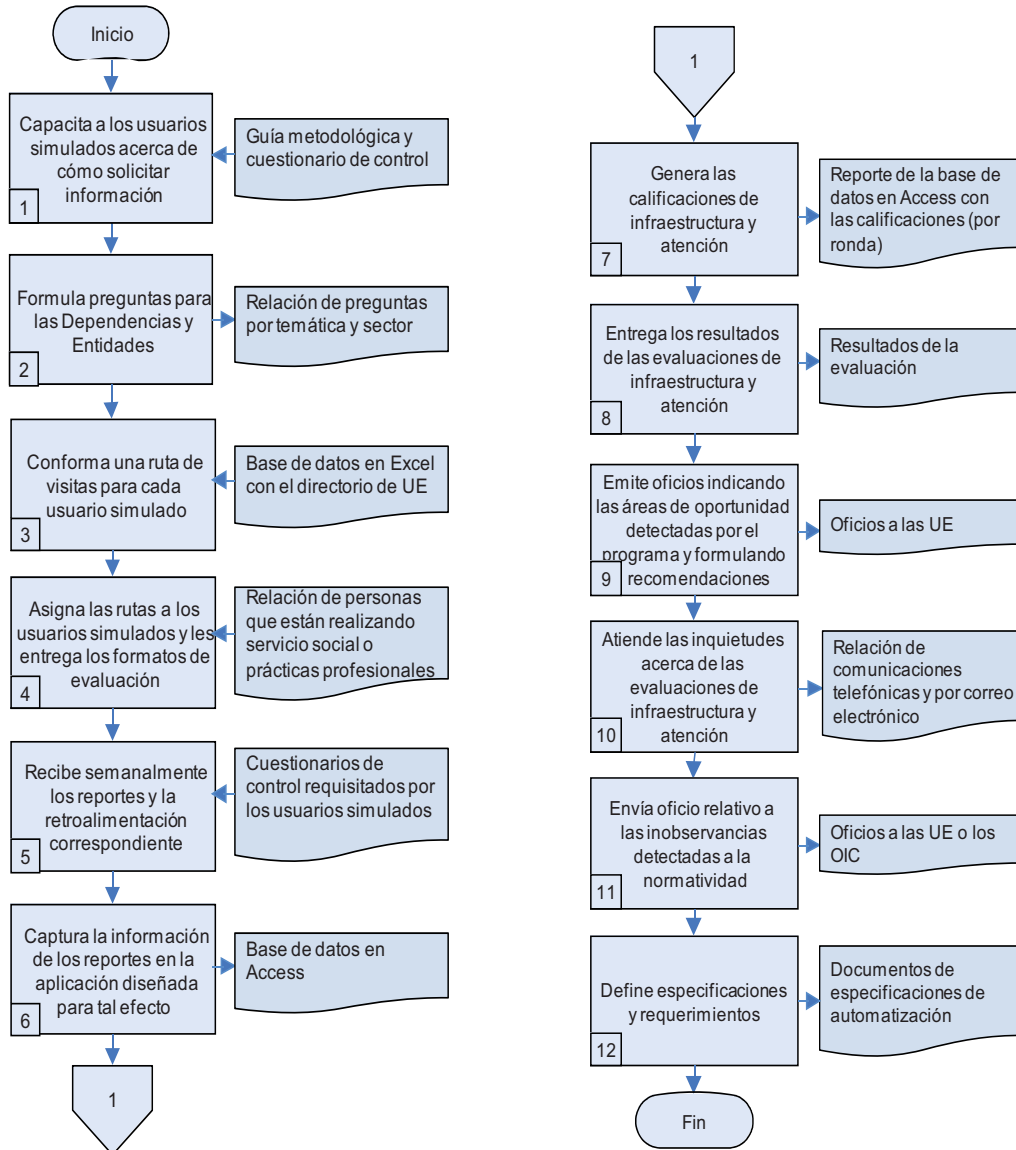 Inicio
Capacita a los usuarios
simulados acerca de
cómo solicitar
información
1
Guía metodológica y
cuestionario de control
Formula preguntas para
las Dependencias y
Entidades
2
Relación de preguntas
por temática y sector
Conforma una ruta de
visitas para cada
usuario simulado
3
Base de datos en Excel
con el directorio de UE
Asigna las rutas a los
usuarios simulados y les
entrega los formatos de
evaluación
4
Relación de personas
que están realizando
servicio social o
prácticas profesionales
Recibe semanalmente
los reportes y la
retroalimentación
correspondiente
5
Cuestionarios de
control requisitados por
los usuarios simulados
Captura la información
de los reportes en la
aplicación diseñada
para tal efecto
6
Base de datos en
Access
1
1
Genera las
calificaciones de
infraestructura y
atención
7
Reporte de la base de
datos en Access con
las calificaciones (por
ronda)
Entrega los resultados
de las evaluaciones de
infraestructura y
atención
8
Resultados de la
evaluación
Emite oficios indicando
las áreas de oportunidad
detectadas por el
programa y formulando
recomendaciones
9
Oficios a las UE
Atiende las inquietudes
acerca de las
evaluaciones de
infraestructura y
atención
10
Relación de
comunicaciones
telefónicas y por correo
electrónico
Envía oficio relativo a
las inobservancias
detectadas a la
normatividad
11
Oficios a las UE o los
OIC
Define especificaciones
y requerimientos
12
Documentos de
especificaciones de
automatización
Fin